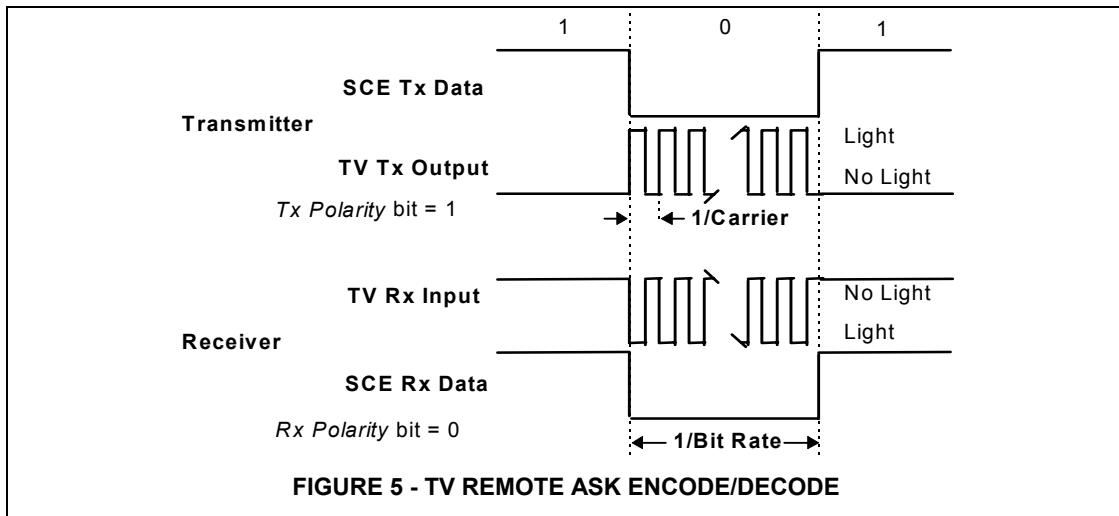 1 0 1
SCE Tx Data
Transmitter
Light
TV Tx Output
No Light
Tx Polarity bit = 1
1/Carrier
TV Rx Input
No Light
Receiver
Light
SCE Rx Data
Rx Polarity bit = 0
1/Bit Rate
FIGURE 5 - TV REMOTE ASK ENCODE/DECODE